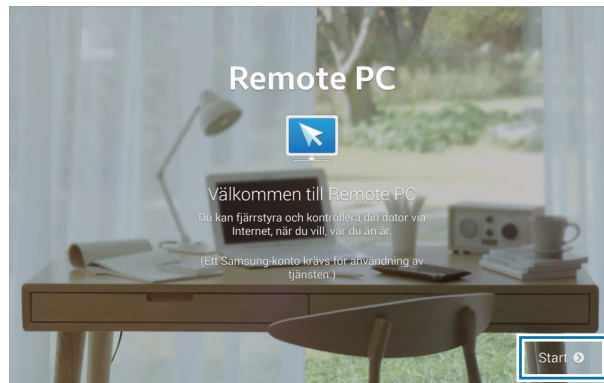 Remote PC
Välkommen till Remote PC
Du kan fjärrstyra och kontrollera din dator via
Internet, när du vill, var du än är.
(Ett Samsung-konto krävs för användning av
tjänsten.)
Start